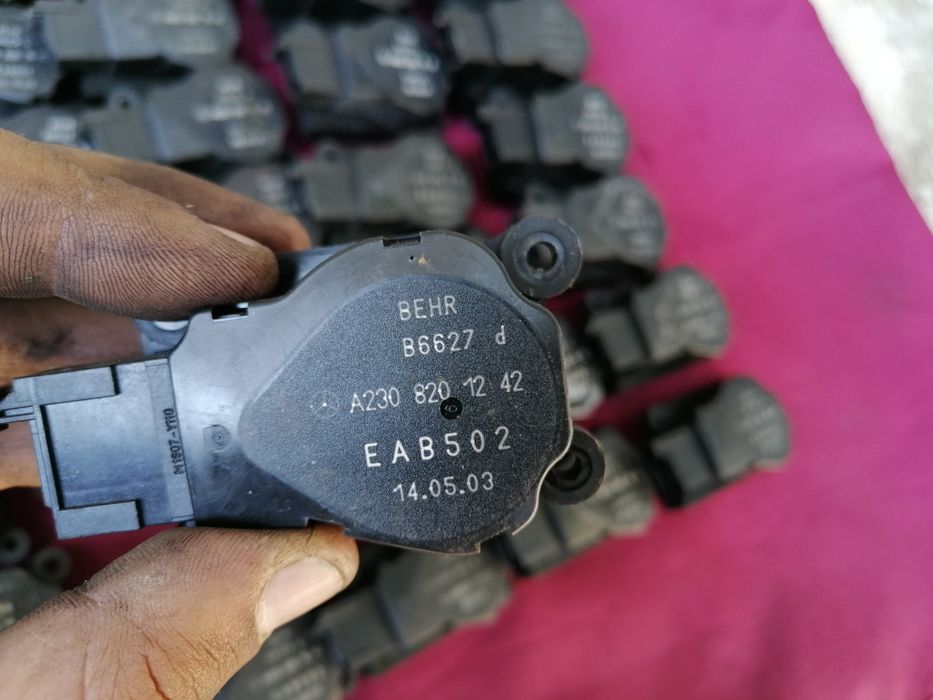 BEHR
B6627 d
A230 820 12 42
EAB502
14.05.03